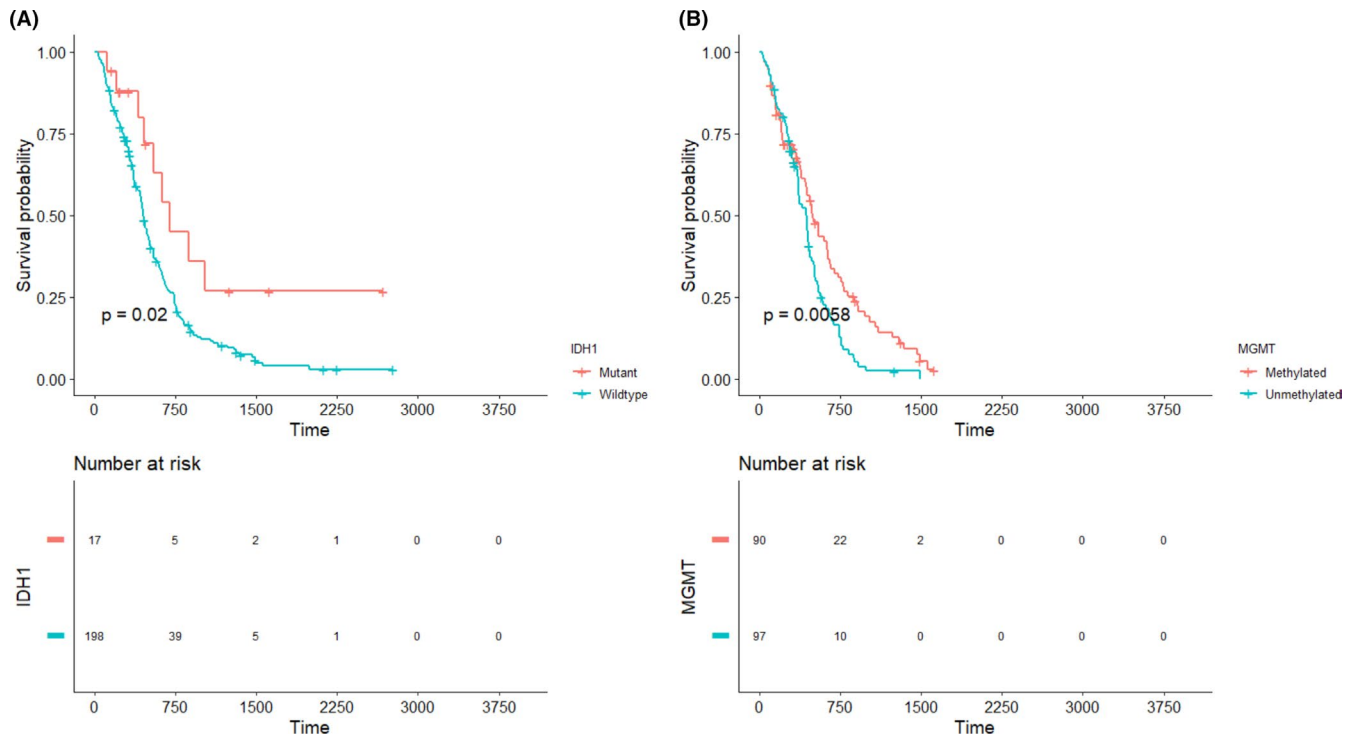 (A)
Survival probability
1.00
0.75
0.50
0.25
0.00
p = 0.02
0 750 1500 2250 3000 3750
Time
IDH1
Mutant
Wildtype
Number at risk
IDH1
17 5 2 1 0 0
198 39 5 1 0 0
0 750 1500 2250 3000 3750
Time
(B)
Survival probability
1.00
0.75
0.50
0.25
0.00
p = 0.0058
0 750 1500 2250 3000 3750
Time
MGMT
Methylated
Unmethylated
Number at risk
MGMT
90 22 2 0 0 0
97 10 0 0 0 0
0 750 1500 2250 3000 3750
Time